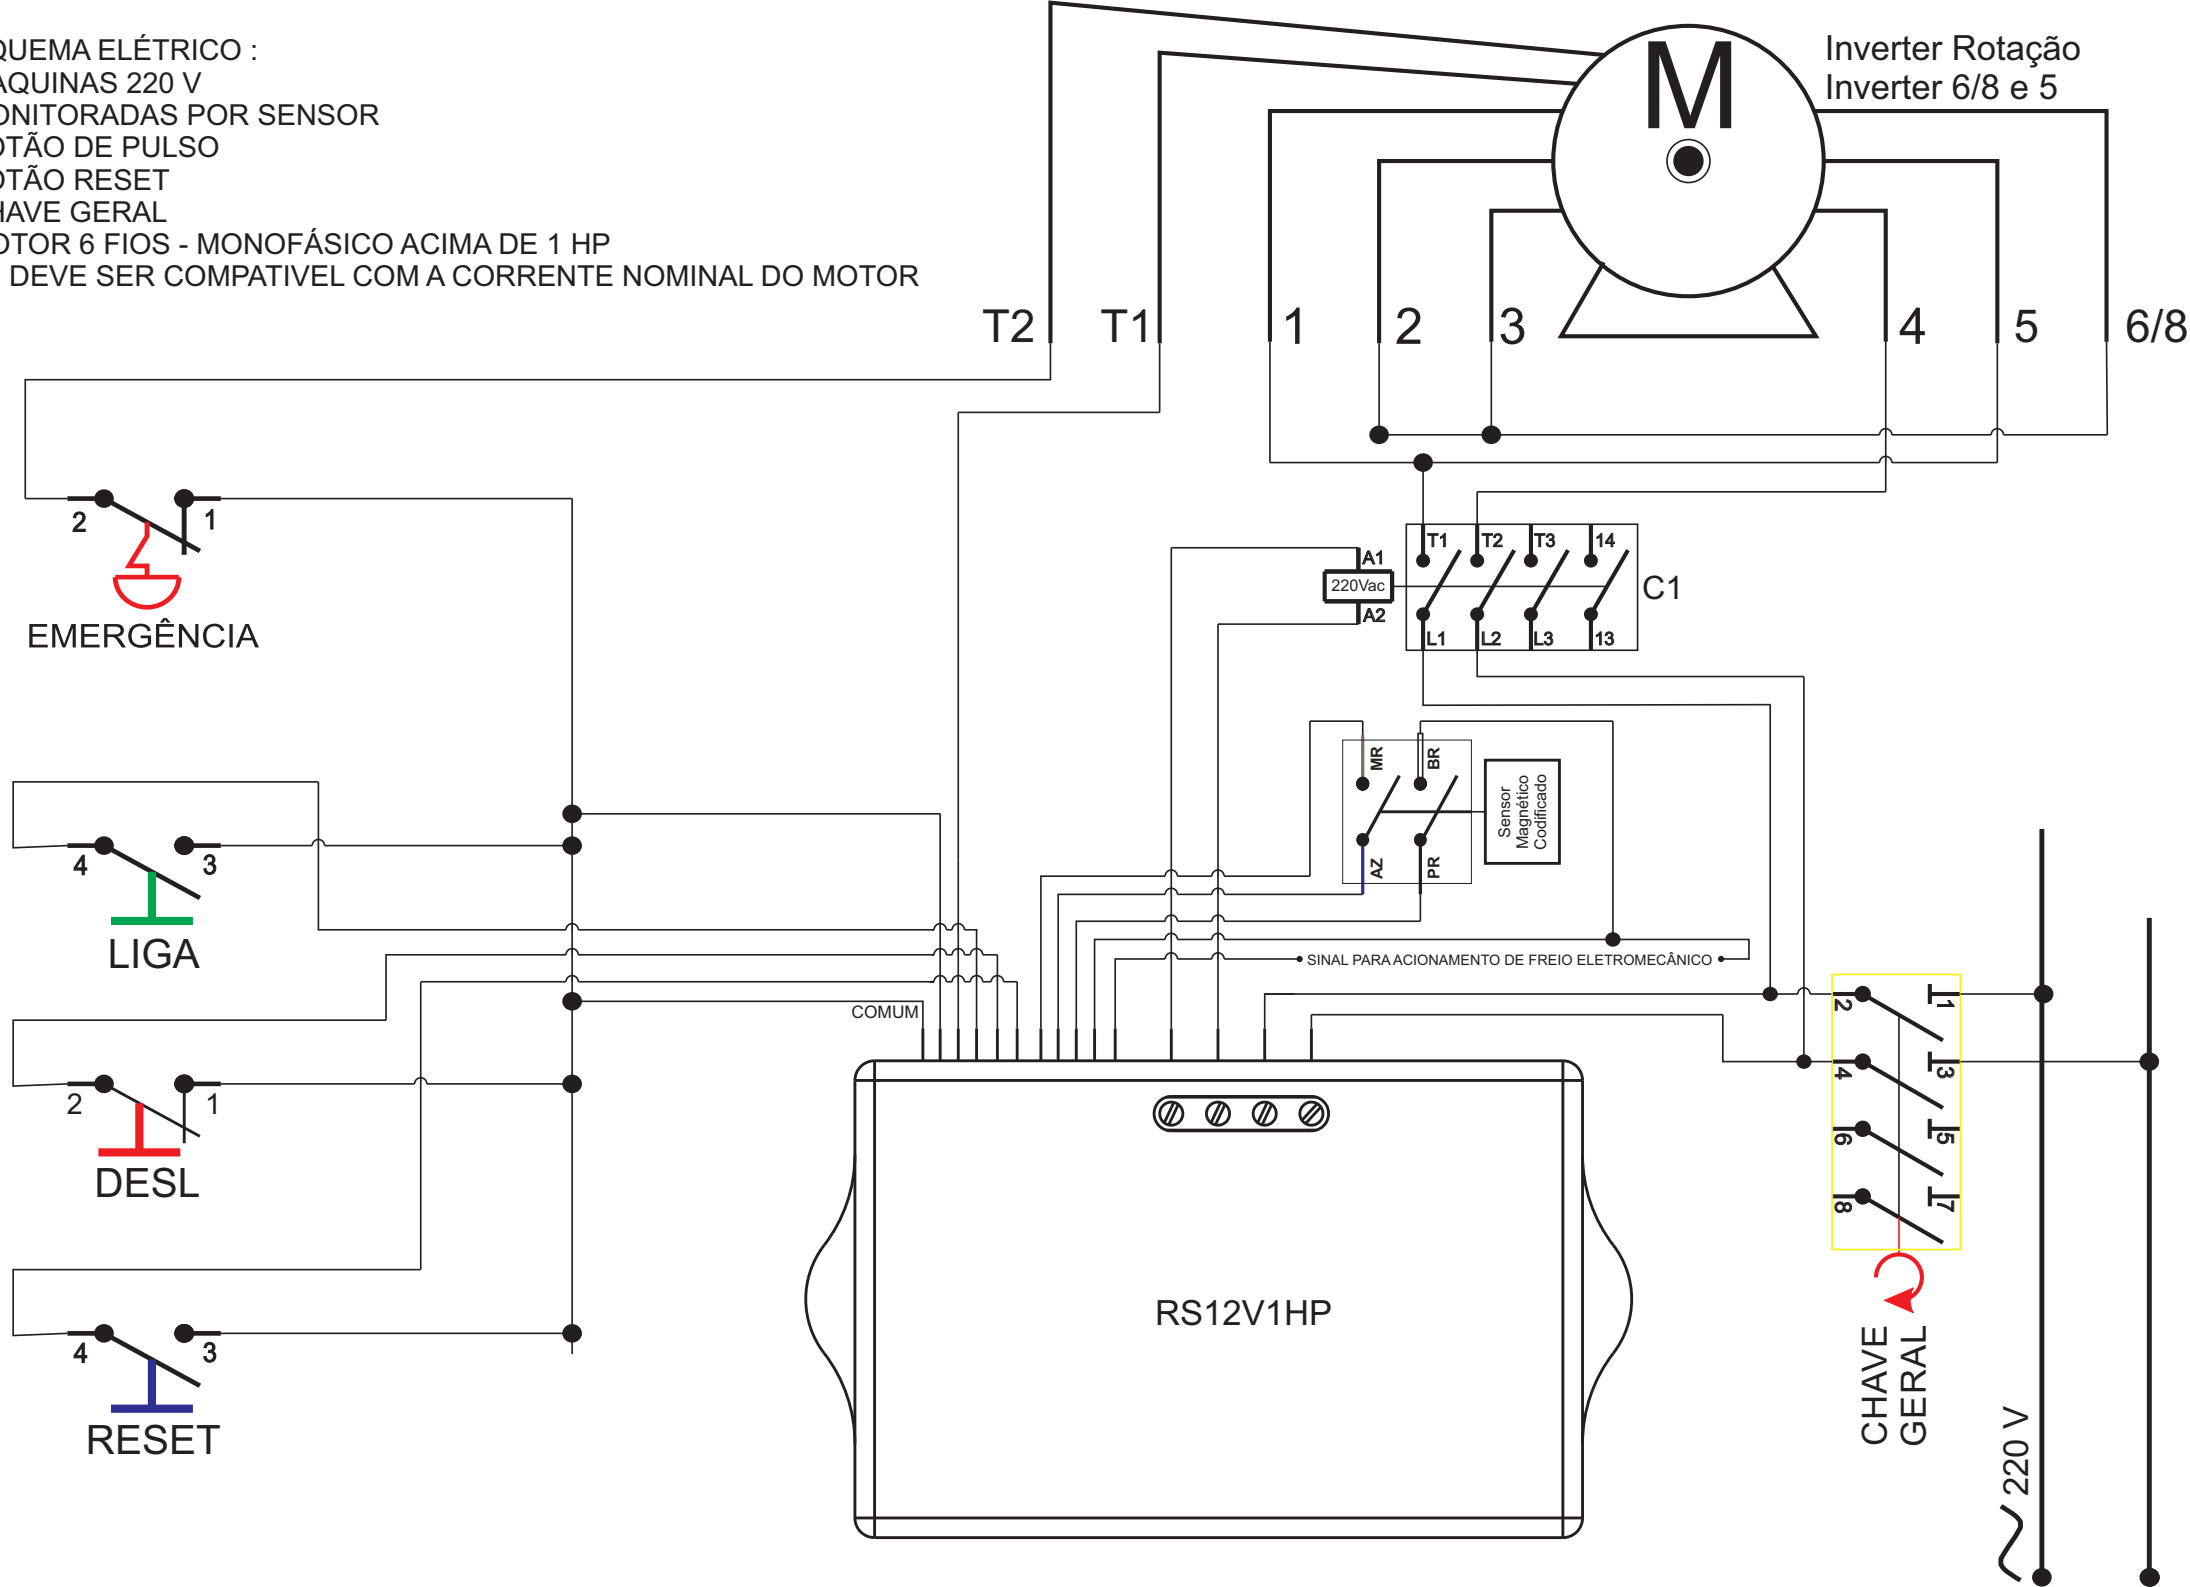 QUEMA ELÉTRICO :
AQUINAS 220 V
ONITORADAS POR SENSOR
OTÃO DE PULSO
OTÃO RESET
HAVE GERAL
OTOR 6 FIOS - MONOFÁSICO ACIMA DE 1 HP
DEVE SER COMPATIVEL COM A CORRENTE NOMINAL DO MOTOR
M
Inverter Rotação
Inverter 6/8 e 5
T2 T1 1 2 3 4 5 6/8
2 1
EMERGÊNCIA
A1
220Vac
A2
T1 T2 T3 14
L1 L2 L3 13
C1
MR BR
AZ PR
Sensor
Magnético
Codificado
4 3
LIGA
SINAL PARA ACIONAMENTO DE FREIO ELETROMECÂNICO
COMUM
2 1
DESL
2 1
4 3
6 5
8 7
CHAVE
GERAL
220 V
RS12V1HP
4 3
RESET